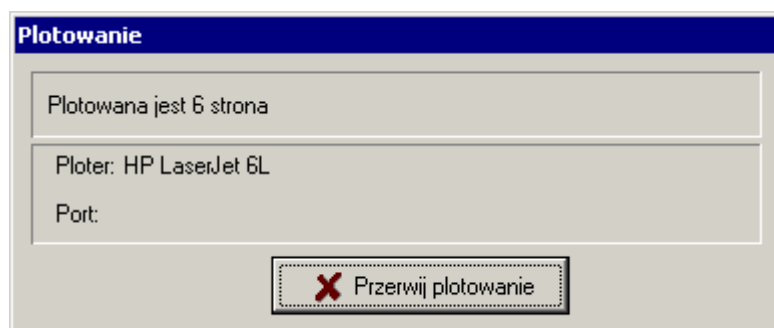 Plotowanie
Plotowana jest 6 strona
Ploter: HP LaserJet 6L
Port:
Przerwij plotowanie